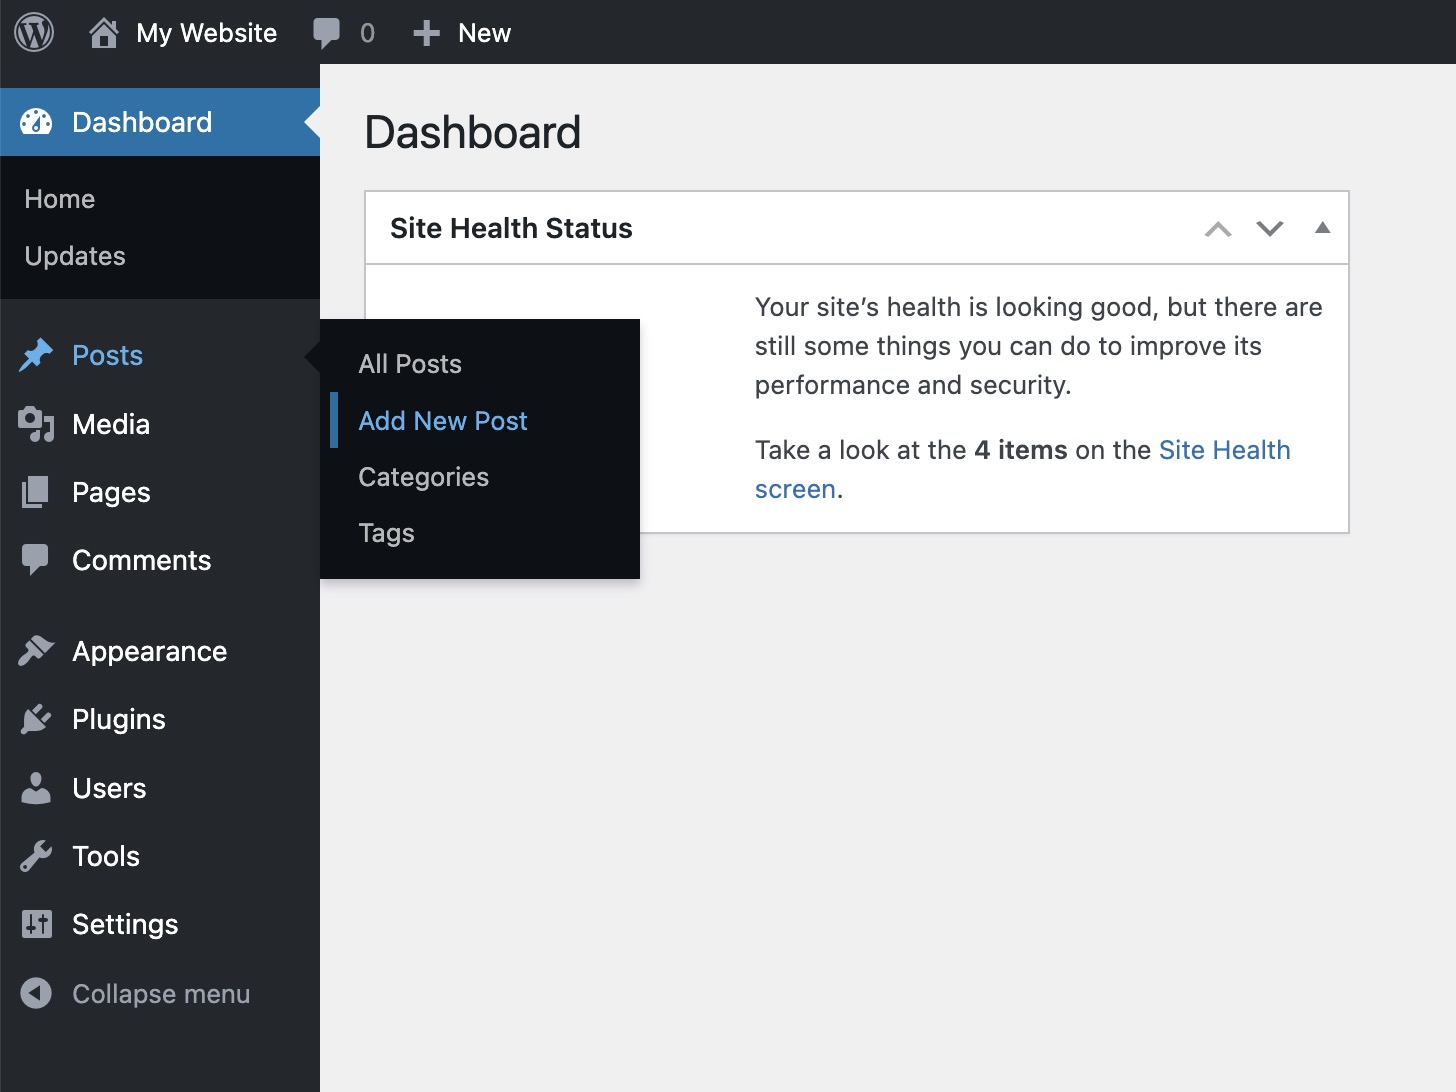 My Website
0
New
Dashboard
Home
Updates
Posts
Media
Pages
Comments
Appearance
Plugins
Users
Tools
Settings
Collapse menu
All Posts
Add New Post
Categories
Tags
Dashboard
Site Health Status
Your site’s health is looking good, but there are
still some things you can do to improve its
performance and security.
Take a look at the 4 items on the Site Health
screen.